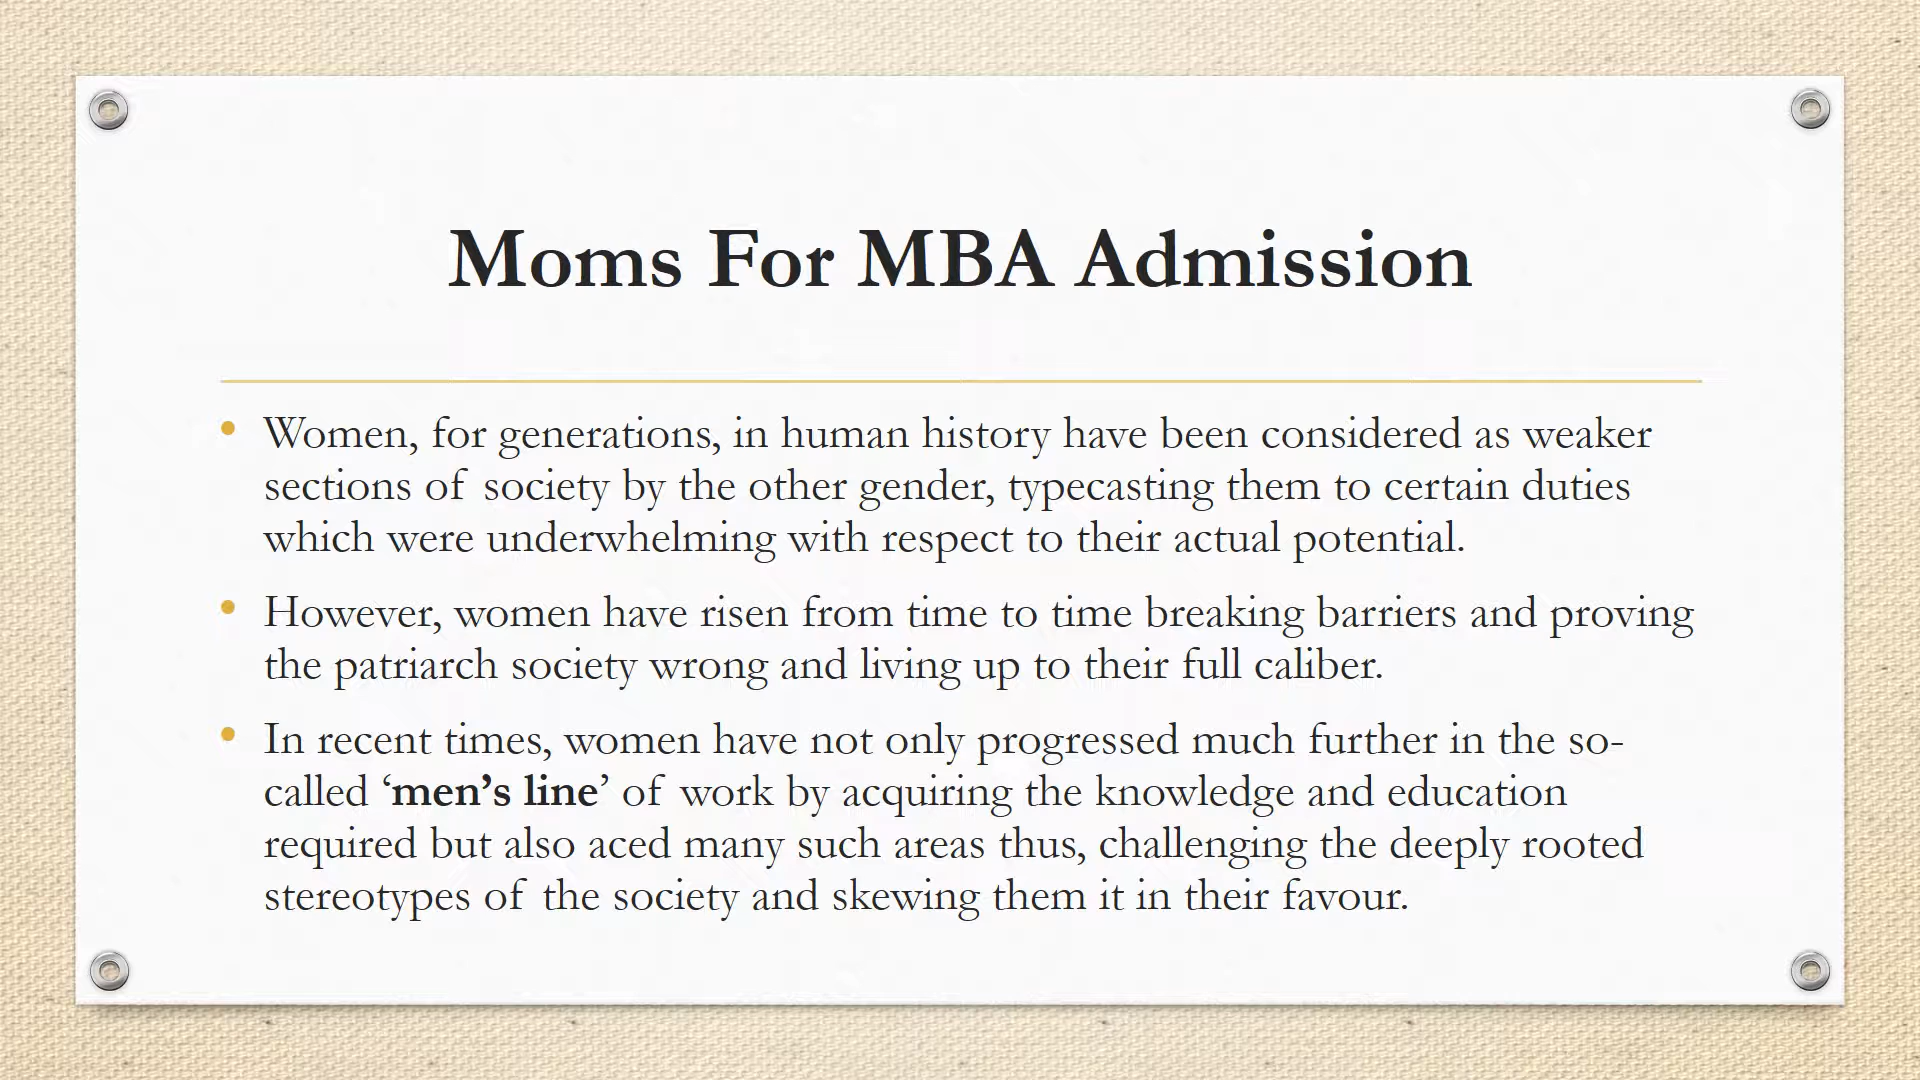 Moms For MBA Admission
• Women, for generations, in human history have been considered as weaker
sections of society by the other gender, typecasting them to certain duties
which were underwhelming with respect to their actual potential.
• However, women have risen from time to time breaking barriers and proving
the patriarch society wrong and living up to their full caliber.
• In recent times, women have not only progressed much further in the so-
called ‘men’s line’ of work by acquiring the knowledge and education
required but also aced many such areas thus, challenging the deeply rooted
stereotypes of the society and skewing them it in their favour.